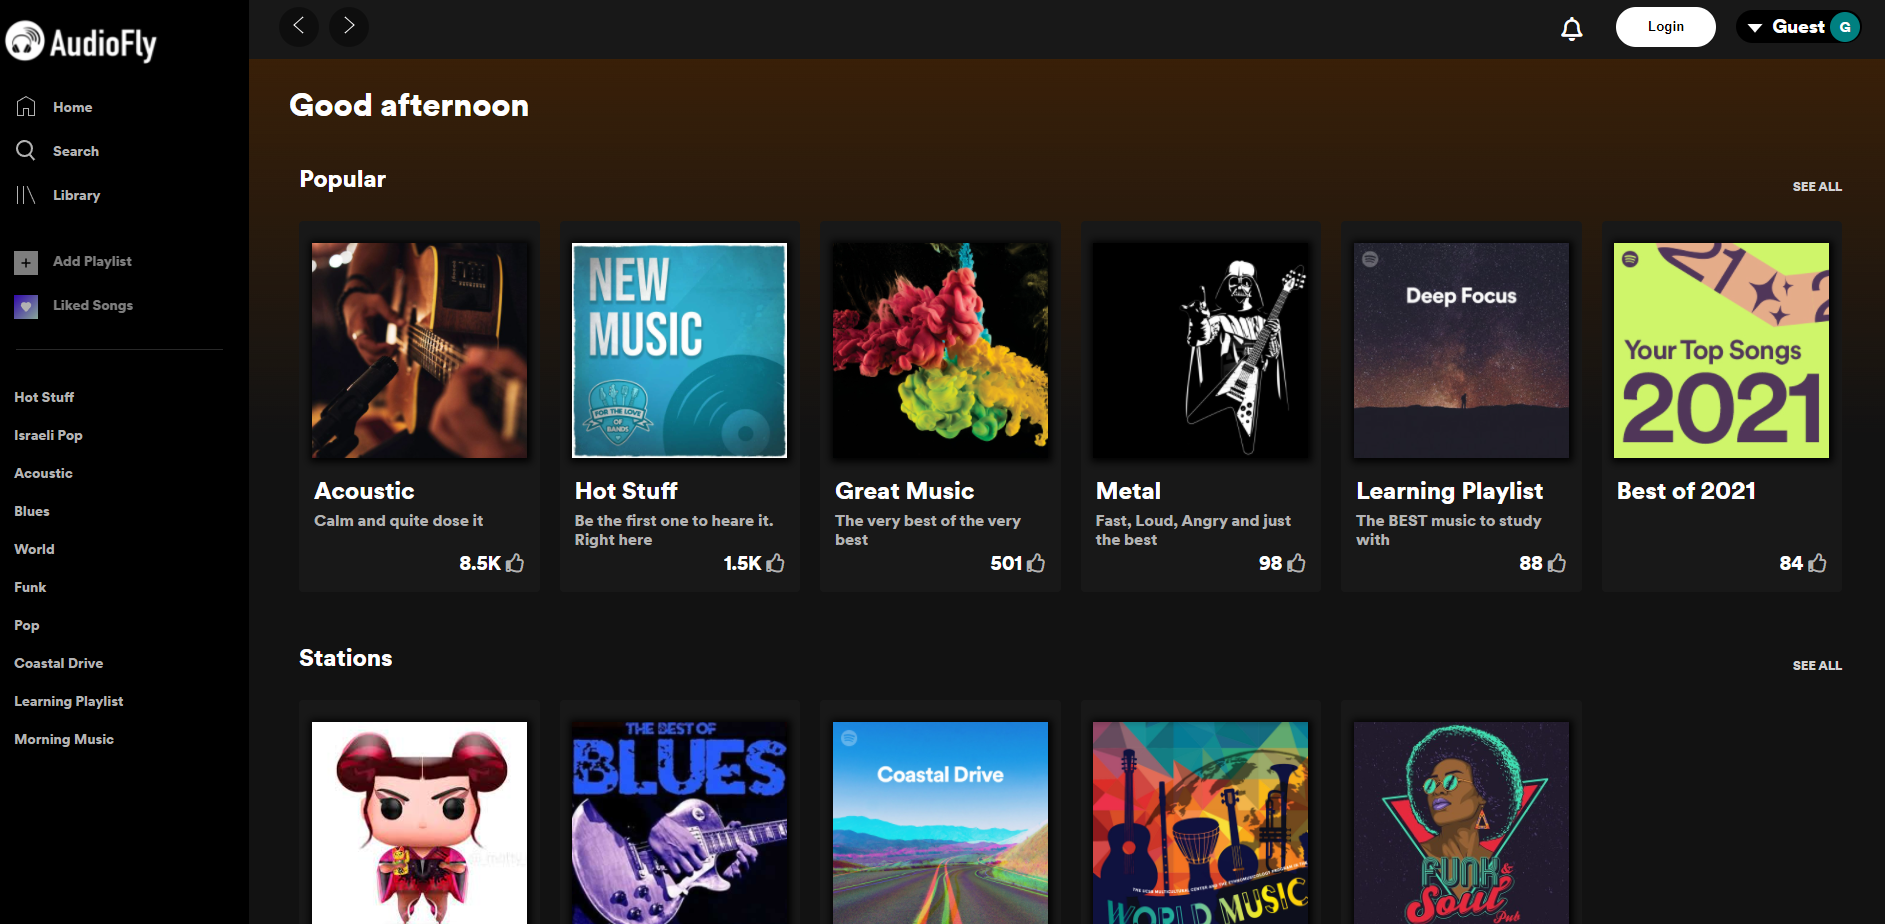 AudioFly
Home
Search
Library
Add Playlist
Liked Songs
Hot Stuff
Israeli Pop
Acoustic
Blues
World
Funk
Pop
Coastal Drive
Learning Playlist
Morning Music
Login
Guest
G
Good afternoon
Popular
SEE ALL
Acoustic
Calm and quite dose it
8.5K
NEW
MUSIC
FOR THE LOVE
OF
BANDS
Hot Stuff
Be the first one to heare it.
Right here
1.5K
Great Music
The very best of the very
best
501
Metal
Fast, Loud, Angry and just
the best
98
Deep Focus
Learning Playlist
The BEST music to study
with
88
2021
2
Your Top Songs
2021
Best of 2021
84
Stations
SEE ALL
THE BEST OF
BLUES
Coastal Drive
WORLD MUSIC
FUNK
&
Soul
Pub